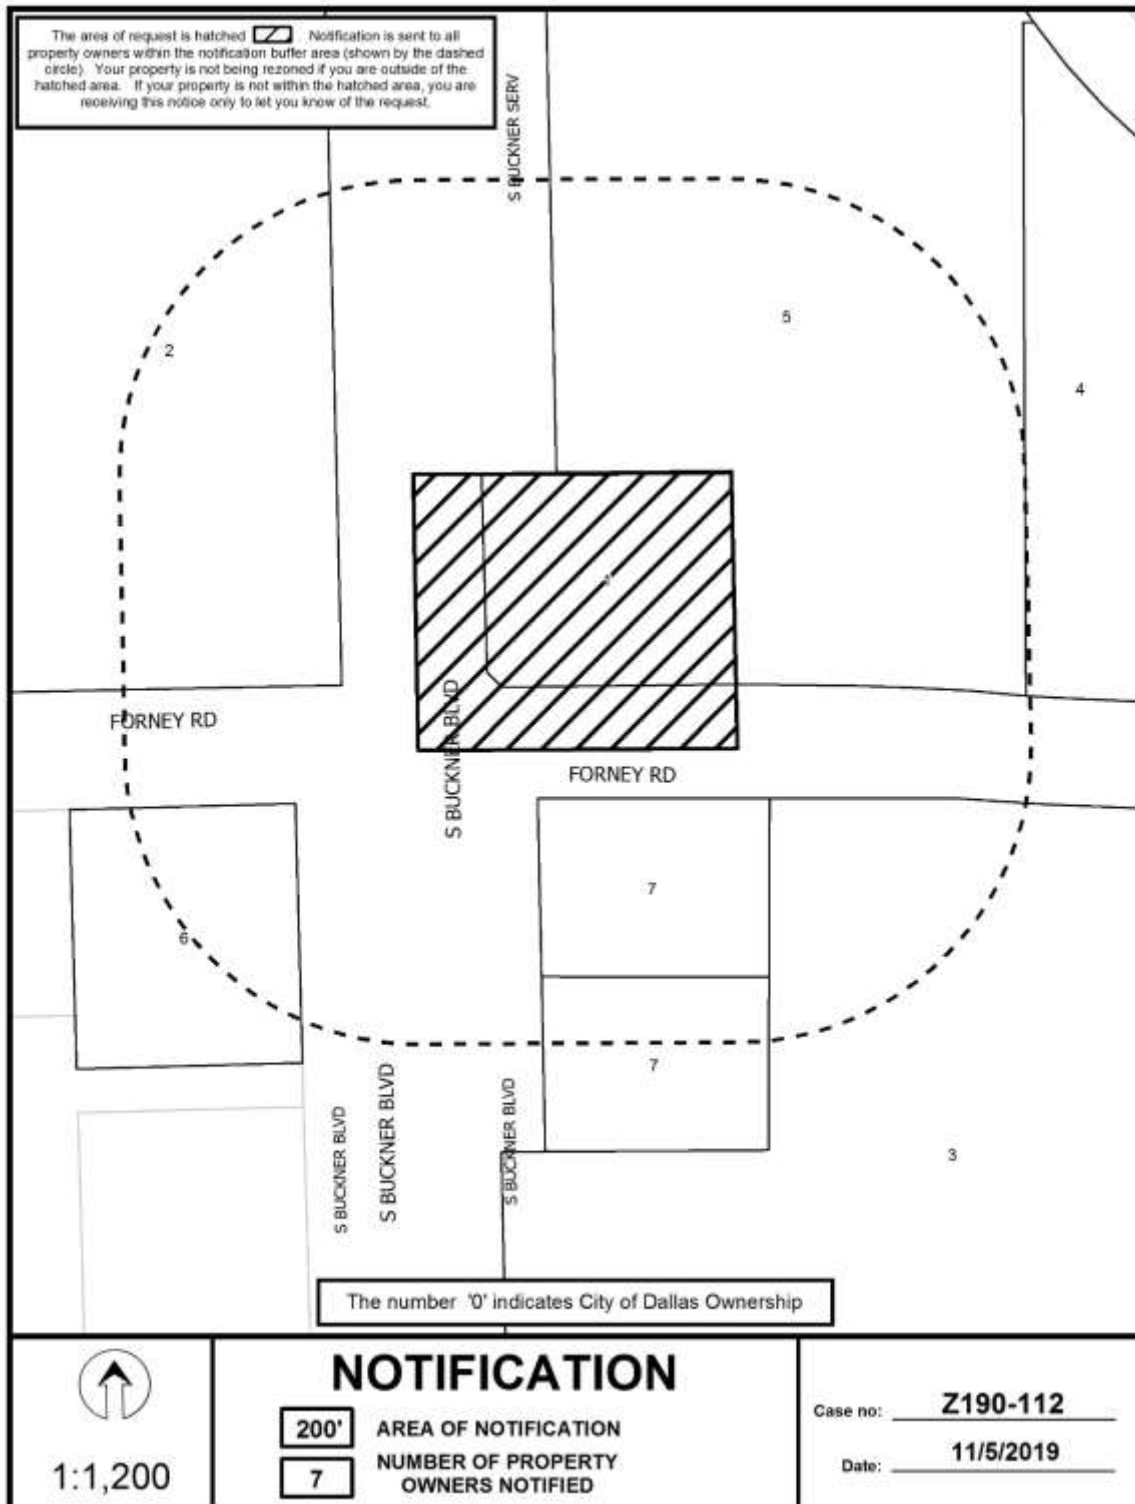 The area of request is hatched . Notification is sent to all
property owners within the notification buffer area (shown by the dashed
circle). Your property is not being rezoned if you are outside of the
hatched area. If your property is not within the hatched area, you are
receiving this notice only to let you know of the request.
S BUCKNER SERV
5
2
4
S BUCKNER BLVD
FORNEY RD
FORNEY RD
7
6
7
S BUCKNER BLVD
S BUCKNER BLVD
S BUCKNER BLVD
3
The number '0' indicates City of Dallas Ownership
1:1,200
NOTIFICATION
200' AREA OF NOTIFICATION
7 NUMBER OF PROPERTY
OWNERS NOTIFIED
Case no: Z190-112
Date: 11/5/2019